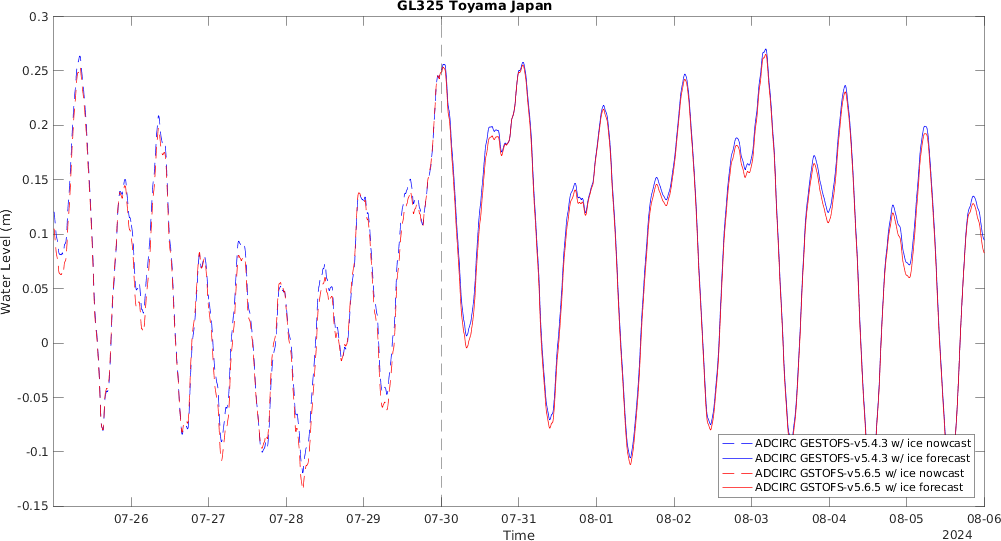 GL325 Toyama Japan
0.3
0.25
0.2
0.15
0.1
0.05
0
-0.05
-0.1
-0.15
Water Level (m)
07-26 07-27 07-28 07-29 07-30 07-31 08-01 08-02 08-03 08-04 08-05 08-06
Time
2024
ADCIRC GESTOFS-v5.4.3 w/ ice nowcast
ADCIRC GESTOFS-v5.4.3 w/ ice forecast
ADCIRC GSTOFS-v5.6.5 w/ ice nowcast
ADCIRC GSTOFS-v5.6.5 w/ ice forecast